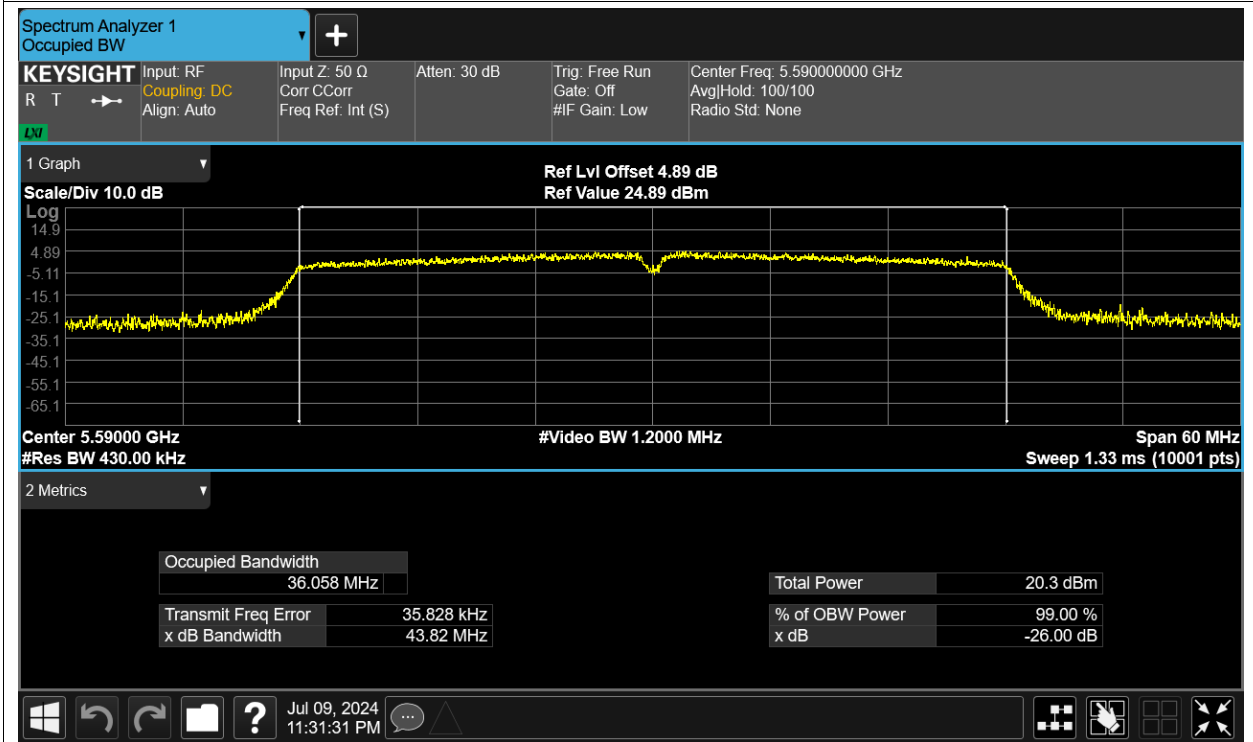 Spectrum Analyzer 1
Occupied BW
+
KEYSIGHT
R T
LXI
Input: RF
Coupling: DC
Align: Auto
Input Z: 50 Ω
Corr CCorr
Freq Ref: Int (S)
Atten: 30 dB
Trig: Free Run
Gate: Off
#IF Gain: Low
Center Freq: 5.590000000 GHz
Avg|Hold: 100/100
Radio Std: None
1 Graph
Ref Lvl Offset 4.89 dB
Scale/Div 10.0 dB
Ref Value 24.89 dBm
Log
14.9
4.89
-5.11
-15.1
-25.1
-35.1
-45.1
-55.1
-65.1
Center 5.59000 GHz
#Video BW 1.2000 MHz
Span 60 MHz
#Res BW 430.00 kHz
Sweep 1.33 ms (10001 pts)
2 Metrics
Occupied Bandwidth
36.058 MHz
Transmit Freq Error 35.828 kHz
x dB Bandwidth 43.82 MHz
Total Power 20.3 dBm
% of OBW Power 99.00 %
x dB -26.00 dB
?
Jul 09, 2024
11:31:31 PM